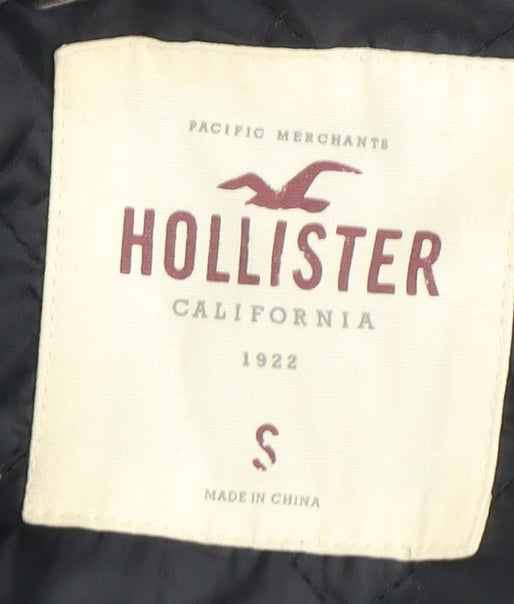 PACIFIC MERCHANTS
HOLLISTER
CALIFORNIA
1922
S
MADE IN CHINA